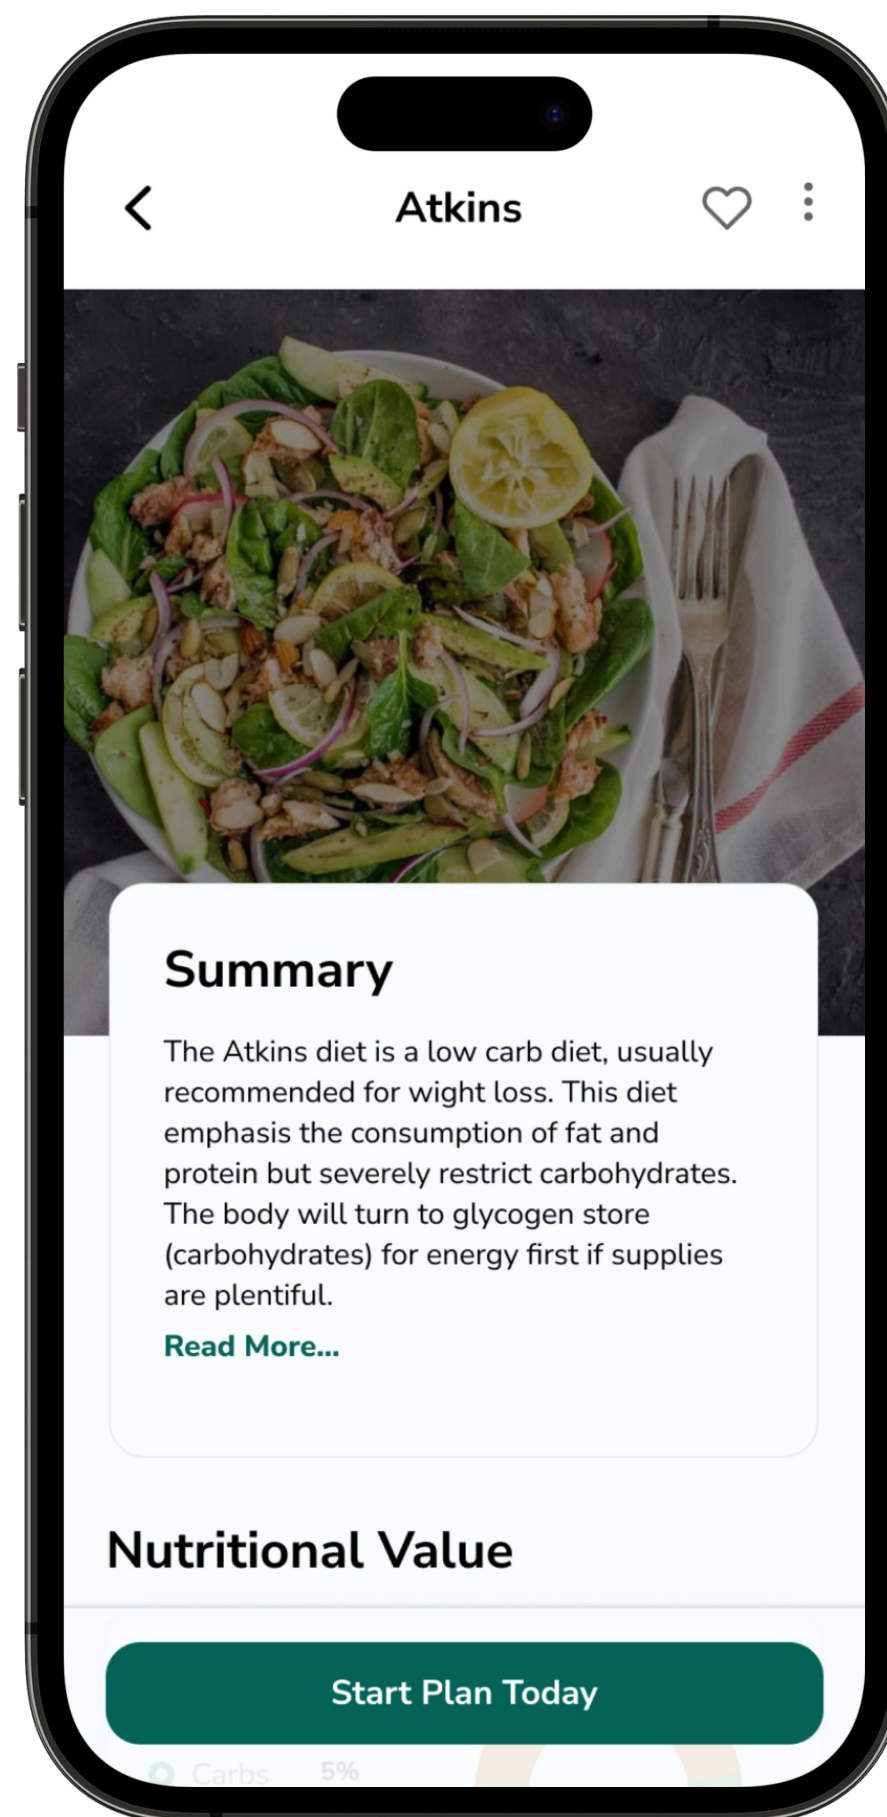 Atkins
Summary
The Atkins diet is a low carb diet, usually
recommended for wight loss. This diet
emphasis the consumption of fat and
protein but severely restrict carbohydrates.
The body will turn to glycogen store
(carbohydrates) for energy first if supplies
are plentiful.
Read More...
Nutritional Value
Start Plan Today
Carbs 5%